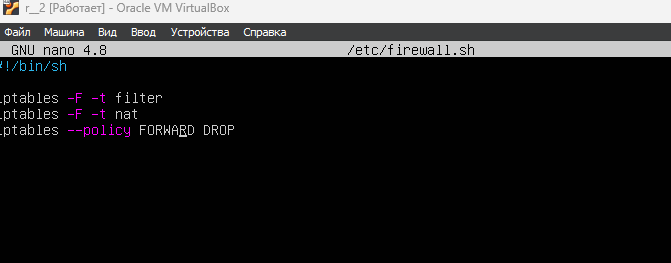 r__2 [Работает] - Oracle VM VirtualBox
Файл Машина Вид Ввод Устройства Справка
GNU nano 4.8 /etc/firewall.sh
#!/bin/sh
iptables -F -t filter
iptables -F -t nat
iptables --policy FORWARD DROP